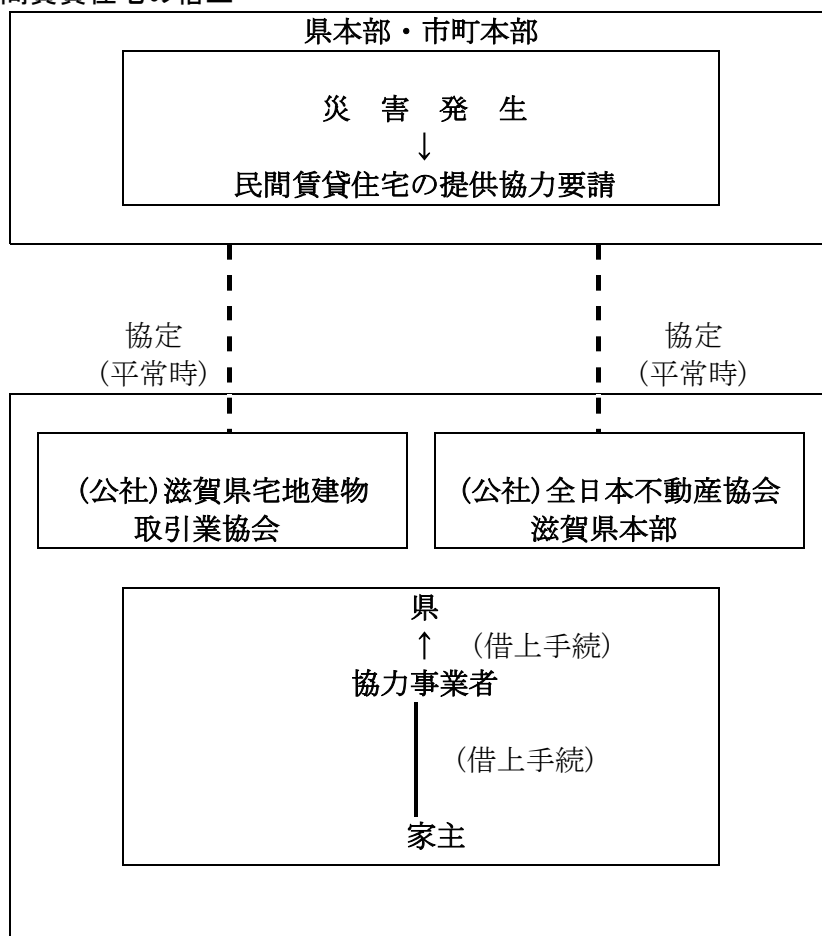 間賃貸住宅の借上
県本部・市町本部
災 害 発 生
↓
民間賃貸住宅の提供協力要請
協定
(平常時)
協定
(平常時)
(公社)滋賀県宅地建物
取引業協会
(公社)全日本不動産協会
滋賀県本部
県
↑ (借上手続)
協力事業者
(借上手続)
家主